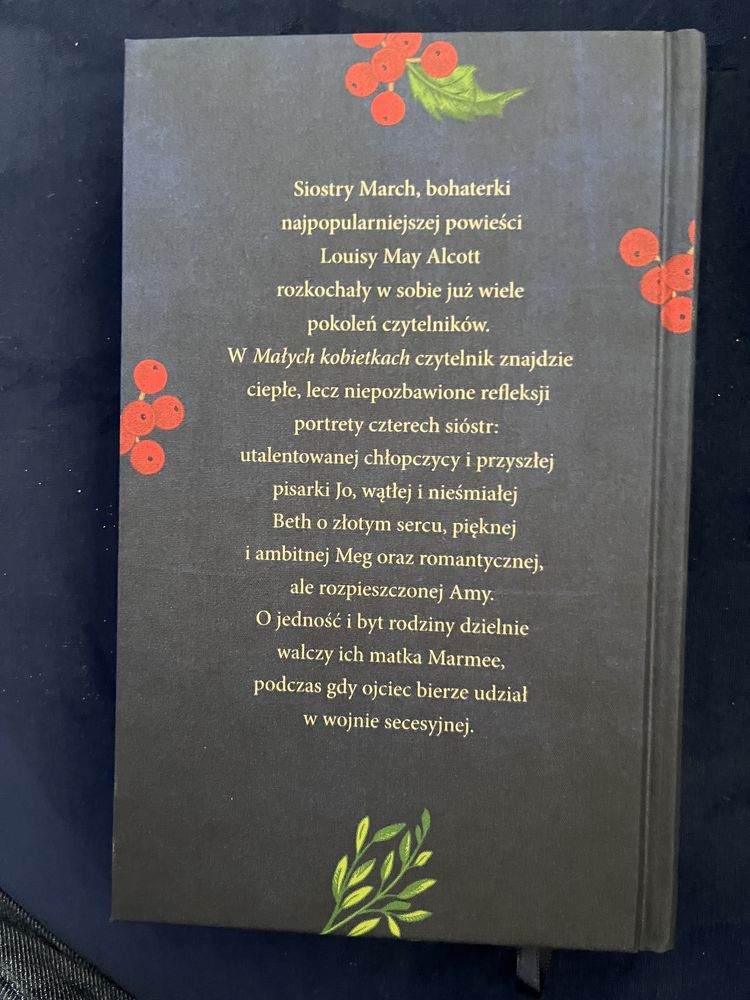 Siostry March, bohaterki
najpopularniejszej powieści
Louisy May Alcott
rozkochały w sobie już wiele
pokoleń czytelników.
W Małych kobietkach czytelnik znajdzie
ciepłe, lecz niepozbawione refleksji
portrety czterech sióstr:
utalentowanej chłopczycy i przyszłej
pisarki Jo, wątłej i nieśmiałej
Beth o złotym sercu, pięknej
i ambitnej Meg oraz romantycznej,
ale rozpieszczonej Amy.
O jedność i byt rodziny dzielnie
walczy ich matka Marmee,
podczas gdy ojciec bierze udział
w wojnie secesyjnej.